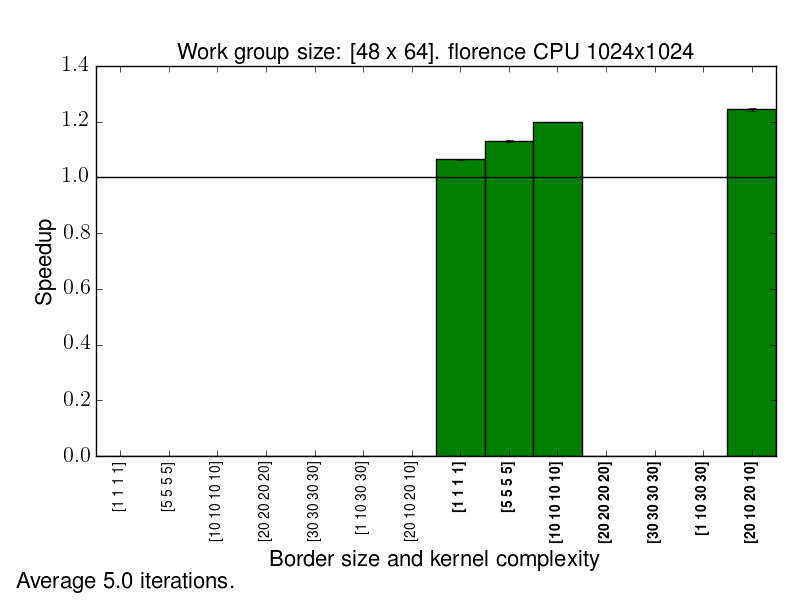 Work group size: [48 x 64]. florence CPU 1024x1024
1.4
1.2
1.0
0.8
0.6
0.4
0.2
0.0
Speedup
[1 1 1 1]
[5 5 5 5]
[10 10 10 10]
[20 20 20 20]
[30 30 30 30]
[1 10 30 30]
[20 10 20 10]
[1 1 1 1]
[5 5 5 5]
[10 10 10 10]
[20 20 20 20]
[30 30 30 30]
[1 10 30 30]
[20 10 20 10]
Border size and kernel complexity
Average 5.0 iterations.